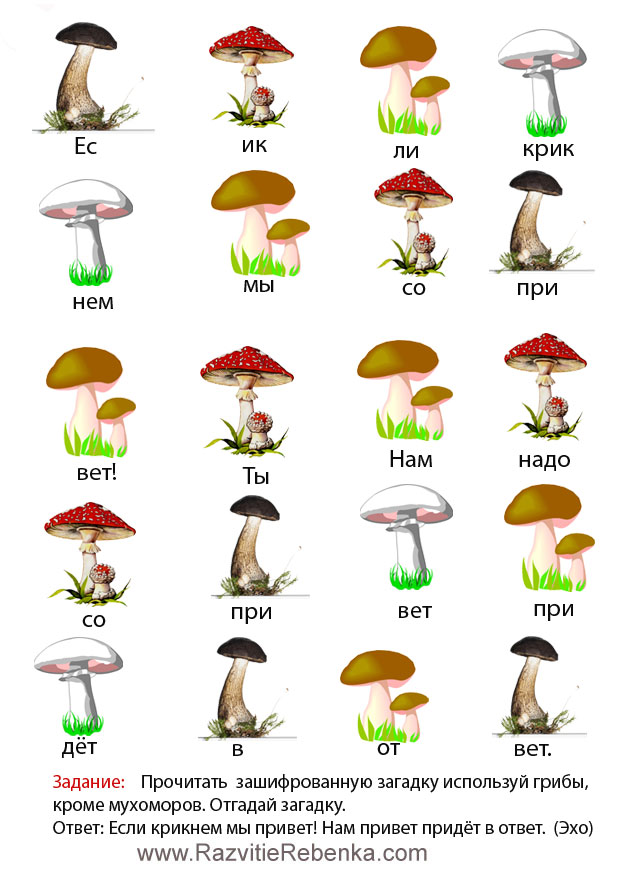 Ес ик ли крик
нем мы со при
вет! Ты Нам надо
со при вет при
дёт в от вет.
Задание: Прочитать зашифрованную загадку используй грибы,
кроме мухоморов. Отгадай загадку.
Ответ: Если крикнем мы привет! Нам привет придёт в ответ. (Эхо)
www.RazvitieRebenka.com